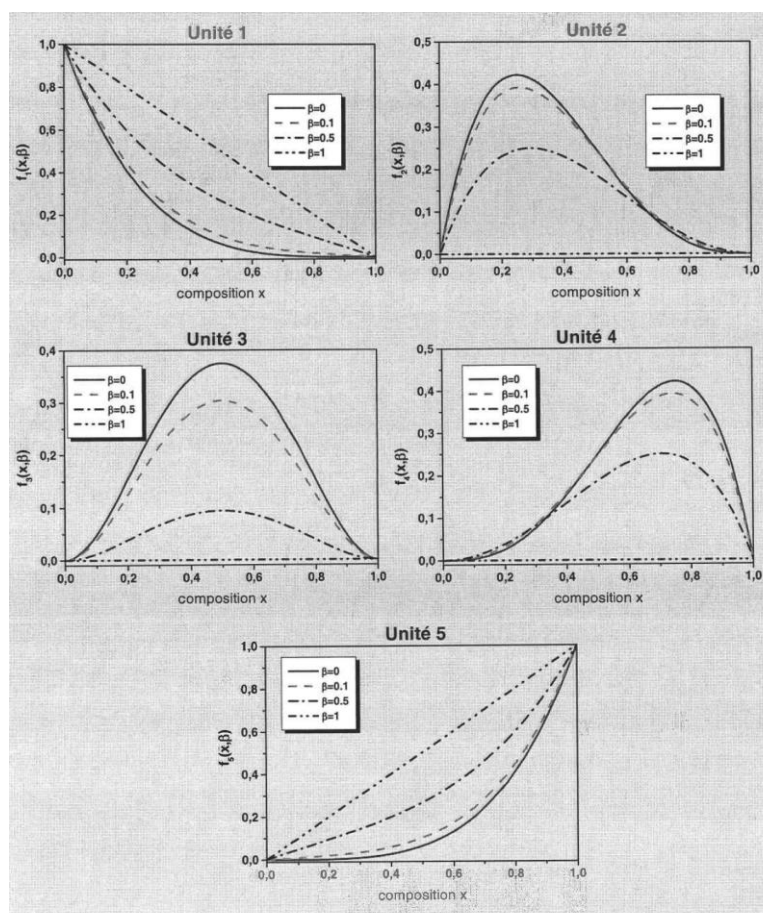 Unité 1
1,0
0,8
0,6
0,4
0,2
0,0
f₁(x,β)
β=0
β=0.1
β=0.5
β=1
0,0 0,2 0,4 0,6 0,8 1,0
composition x
Unité 2
0,5
0,4
0,3
0,2
0,1
0,0
f₂(x,β)
β=0
β=0.1
β=0.5
β=1
0,0 0,2 0,4 0,6 0,8 1,0
composition x
Unité 3
0,4
0,3
0,2
0,1
0,0
f₃(x,β)
β=0
β=0.1
β=0.5
β=1
0,0 0,2 0,4 0,6 0,8 1,0
composition x
Unité 4
0,5
0,4
0,3
0,2
0,1
0,0
f₄(x,β)
β=0
β=0.1
β=0.5
β=1
0,0 0,2 0,4 0,6 0,8 1,0
composition x
Unité 5
1,0
0,8
0,6
0,4
0,2
0,0
f₅(x,β)
β=0
β=0.1
β=0.5
β=1
0,0 0,2 0,4 0,6 0,8 1,0
composition x